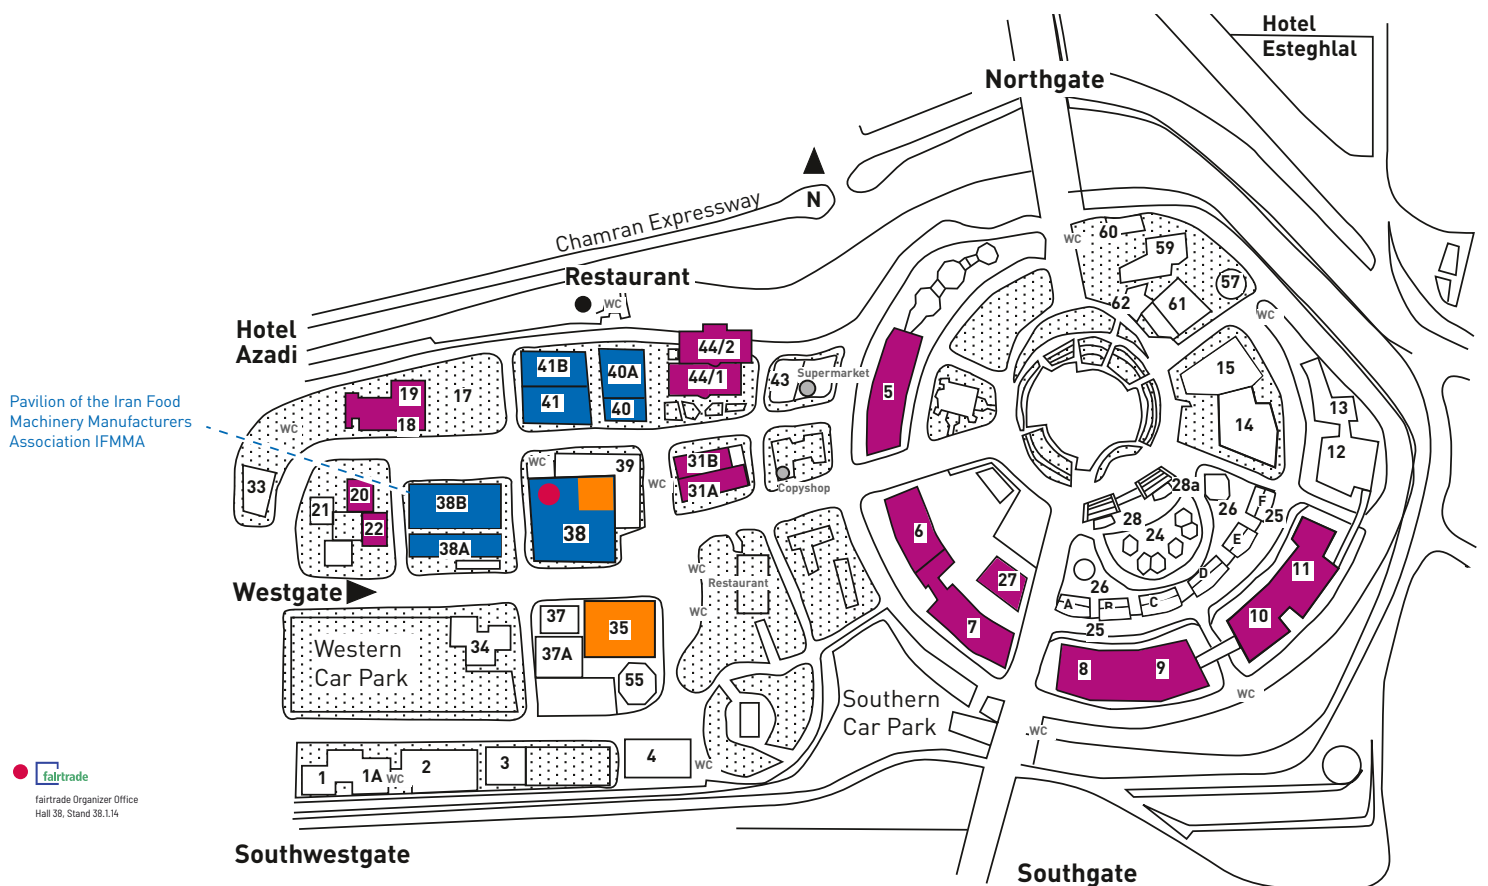 Hotel
Esteghlal
Northgate
N
Chamran Expressway
Restaurant
WC
Hotel
Azadi
WC
60
59
57
62
61
WC
44/2
44/1
41B
41
40A
40
43
Supermarket
5
15
14
13
12
19
18
17
WC
Pavilion of the Iran Food
Machinery Manufacturers
Association IFMMA
33
20
21
22
38B
38A
WC
39
38
WC
31B
31A
Copyshop
28a
28
24
26
F
25
E
D
C
B
A
26
25
6
27
7
11
10
8
9
WC
Westgate
WC
Restaurant
WC
37
35
37A
55
34
Western
Car Park
Southern
Car Park
WC
1
1A
WC
2
3
4
WC
fairtrade
fairtrade Organizer Office
Hall 38, Stand 38.1.14
Southwestgate
Southgate